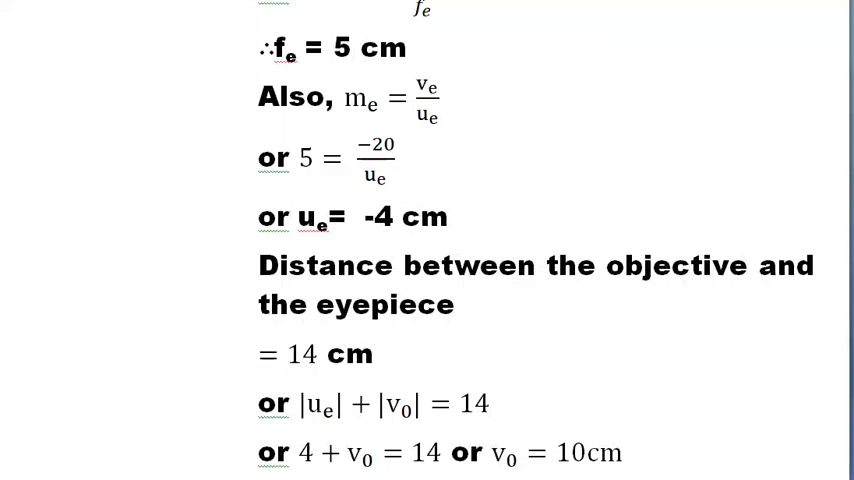 fₑ
∴fₑ = 5 cm
Also, mₑ = vₑ/uₑ
or 5 = −20/uₑ
or uₑ= -4 cm
Distance between the objective and
the eyepiece
= 14 cm
or |uₑ| + |v₀| = 14
or 4 + v₀ = 14 or v₀ = 10cm